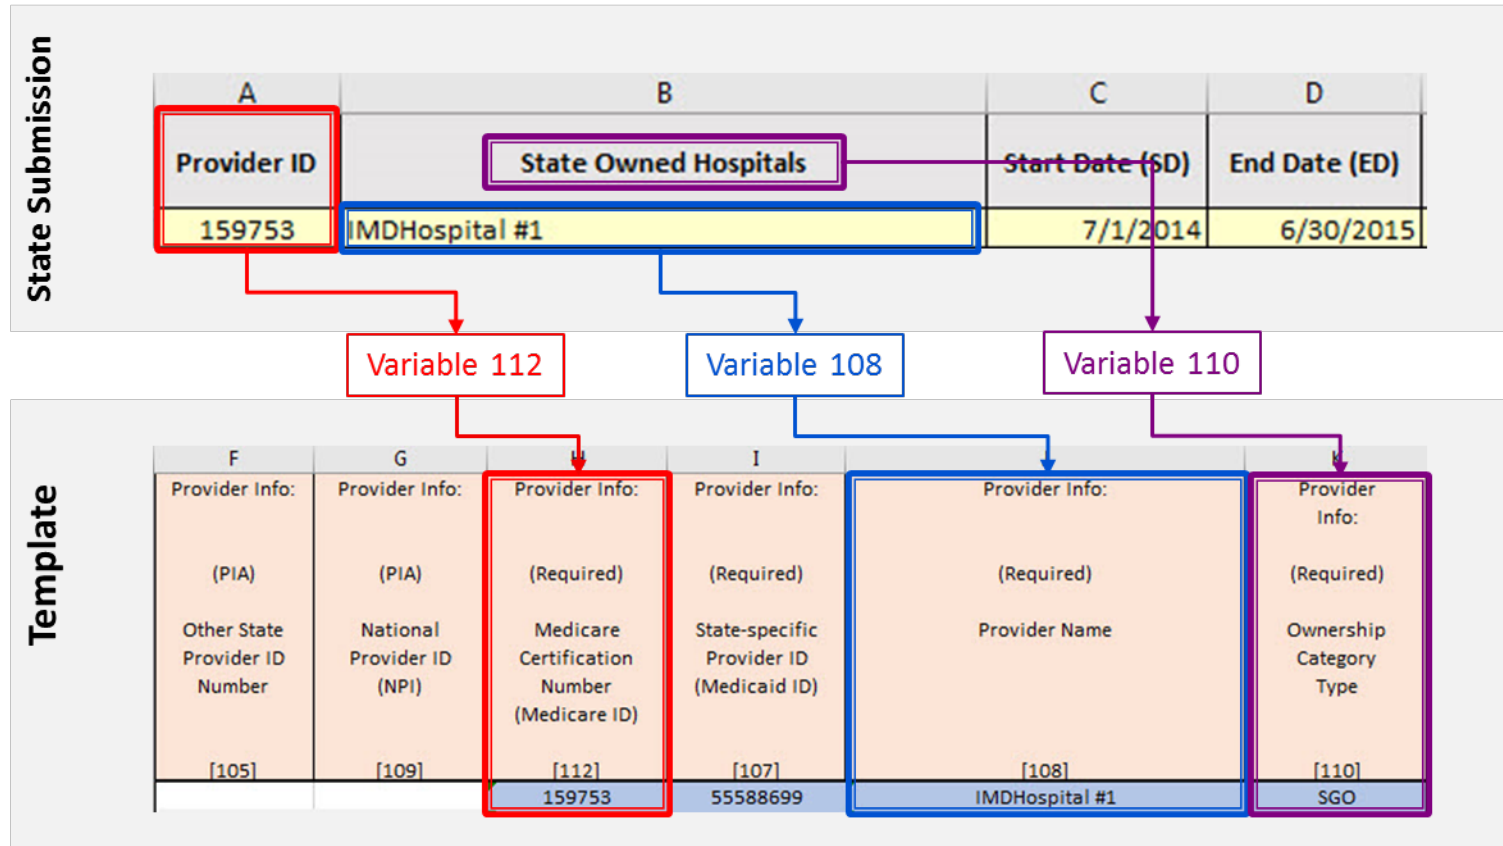 State Submission
A B C D
Provider ID State Owned Hospitals Start Date (SD) End Date (ED)
159753 IMDHospital #1 7/1/2014 6/30/2015
Variable 112 Variable 108 Variable 110
Template
F G H I K
Provider Info: Provider Info: Provider Info: Provider Info: Provider Info: Provider
Info:
(PIA) (PIA) (Required) (Required) (Required) (Required)
Other State National Medicare State-specific Provider Name Ownership
Provider ID Provider ID Certification Provider ID Category
Number (NPI) Number (Medicaid ID) Type
(Medicare ID)
[105] [109] [112] [107] [108] [110]
159753 55588699 IMDHospital #1 SGO